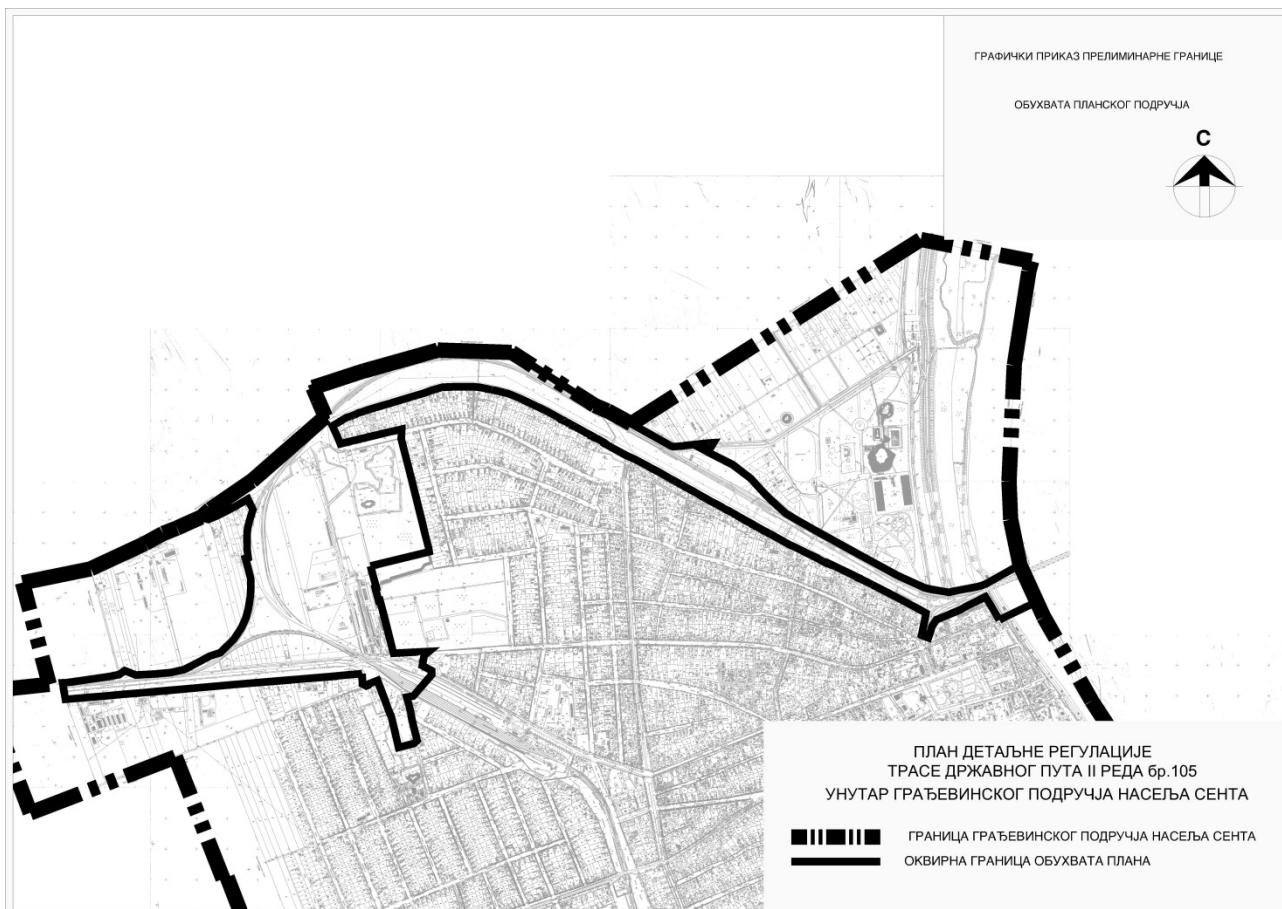 ГРАФИЧКИ ПРИКАЗ ПРЕЛИМИНАРНЕ ГРАНИЦЕ
ОБУХВАТА ПЛАНСКОГ ПОДРУЧЈА
С
ПЛАН ДЕТАЉНЕ РЕГУЛАЦИЈЕ
ТРАСЕ ДРЖАВНОГ ПУТА II РЕДА бр.105
УНУТАР ГРАЂЕВИНСКОГ ПОДРУЧЈА НАСЕЉА СЕНТА
ГРАНИЦА ГРАЂЕВИНСКОГ ПОДРУЧЈА НАСЕЉА СЕНТА
ОКВИРНА ГРАНИЦА ОБУХВАТА ПЛАНА